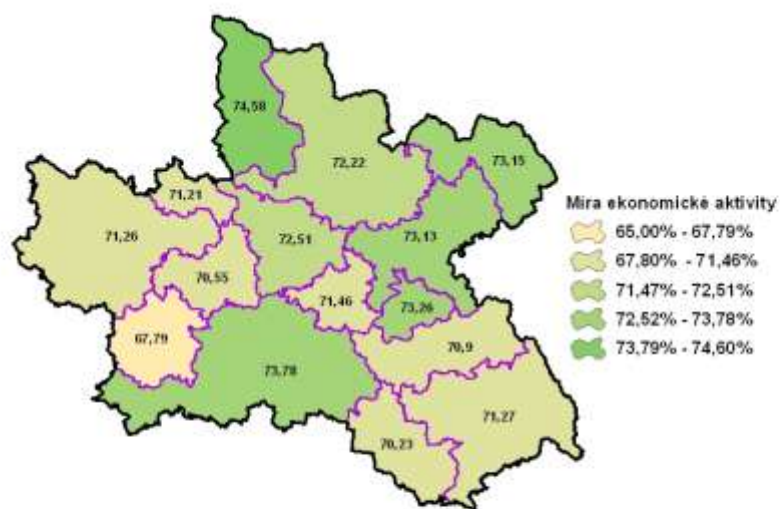 74,58
72,22
73,15
71,21
71,26
72,51
73,13
70,55
71,46
73,26
67,79
70,9
73,78
71,27
70,23
Míra ekonomické aktivity
65,00% - 67,79%
67,80% - 71,46%
71,47% - 72,51%
72,52% - 73,78%
73,79% - 74,60%